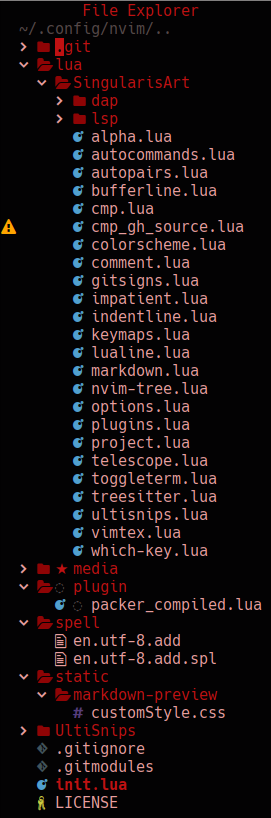 File Explorer
~/.config/nvim/..
.git
lua
SingularisArt
dap
lsp
alpha.lua
autocommands.lua
autopairs.lua
bufferline.lua
cmp.lua
cmp_gh_source.lua
colorscheme.lua
comment.lua
gitsigns.lua
impatient.lua
indentline.lua
keymaps.lua
lualine.lua
markdown.lua
nvim-tree.lua
options.lua
plugins.lua
project.lua
telescope.lua
toggleterm.lua
treesitter.lua
ultisnips.lua
vimtex.lua
which-key.lua
★ media
◌ plugin
◌ packer_compiled.lua
spell
en.utf-8.add
en.utf-8.add.spl
static
markdown-preview
# customStyle.css
UltiSnips
.gitignore
.gitmodules
init.lua
LICENSE